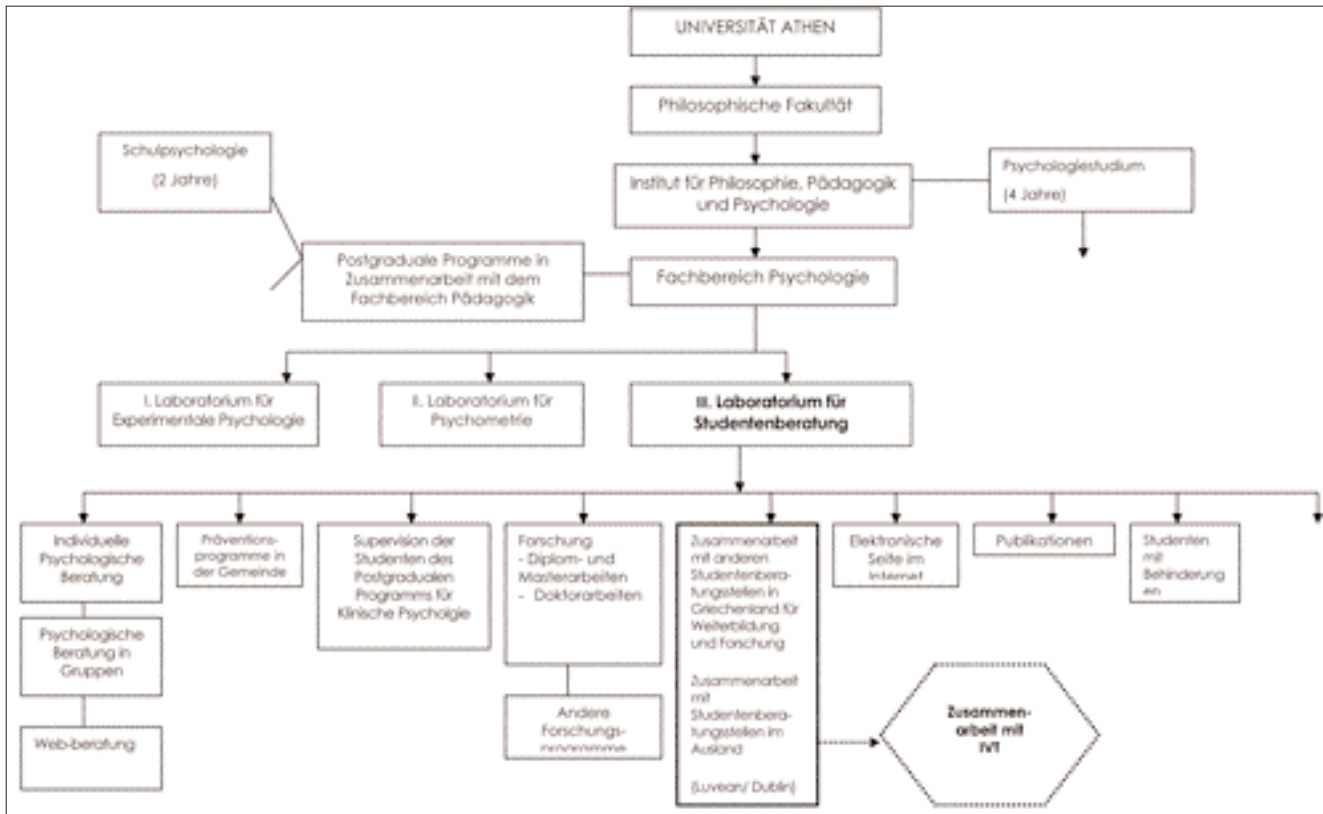 UNIVERSITÄT ATHEN
Philosophische Fakultät
Schulpsychologie
(2 Jahre)
Institut für Philosophie, Pädagogik
und Psychologie
Psychologiestudium
(4 Jahre)
Postgraduale Programme in
Zusammenarbeit mit dem
Fachbereich Pädagogik
Fachbereich Psychologie
I. Laboratorium für
Experimentale Psychologie
II. Laboratorium für
Psychometrie
III. Laboratorium für
Studentenberatung
Individuelle
Psychologische
Beratung
Psychologische
Beratung in
Gruppen
Web-beratung
Präventions-
programme in
der Gemeinde
Supervision der
Studenten des
Postgradualen
Programms für
Klinische Psycholgie
Forschung
- Diplom- und
Masterarbeiten
- Doktorarbeiten
Andere
Forschungs-
programme
Zusammenarbeit
mit anderen
Studentenbera-
tungsstellen in
Griechenland für
Weiterbildung
und Forschung
Zusammenarbeit
mit
Studentenbera-
tungsstellen im
Ausland
(Luvean/ Dublin)
Elektronische
Seite im
Internet
Publikationen
Studenten
mit
Behinderung
en
Zusammen-
arbeit mit
IVT